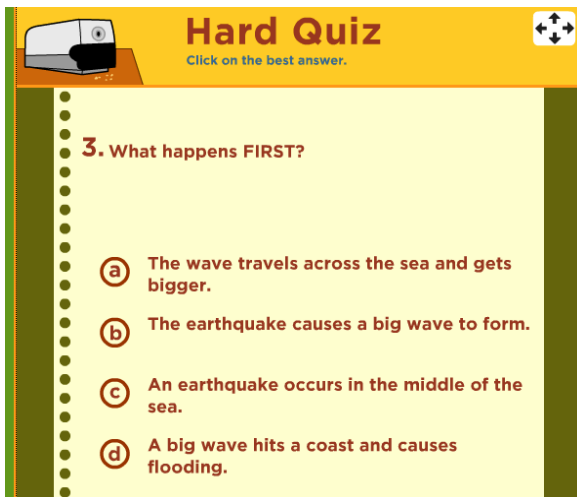 Hard Quiz
Click on the best answer.
3. What happens FIRST?
a The wave travels across the sea and gets
bigger.
b The earthquake causes a big wave to form.
c An earthquake occurs in the middle of the
sea.
d A big wave hits a coast and causes
flooding.